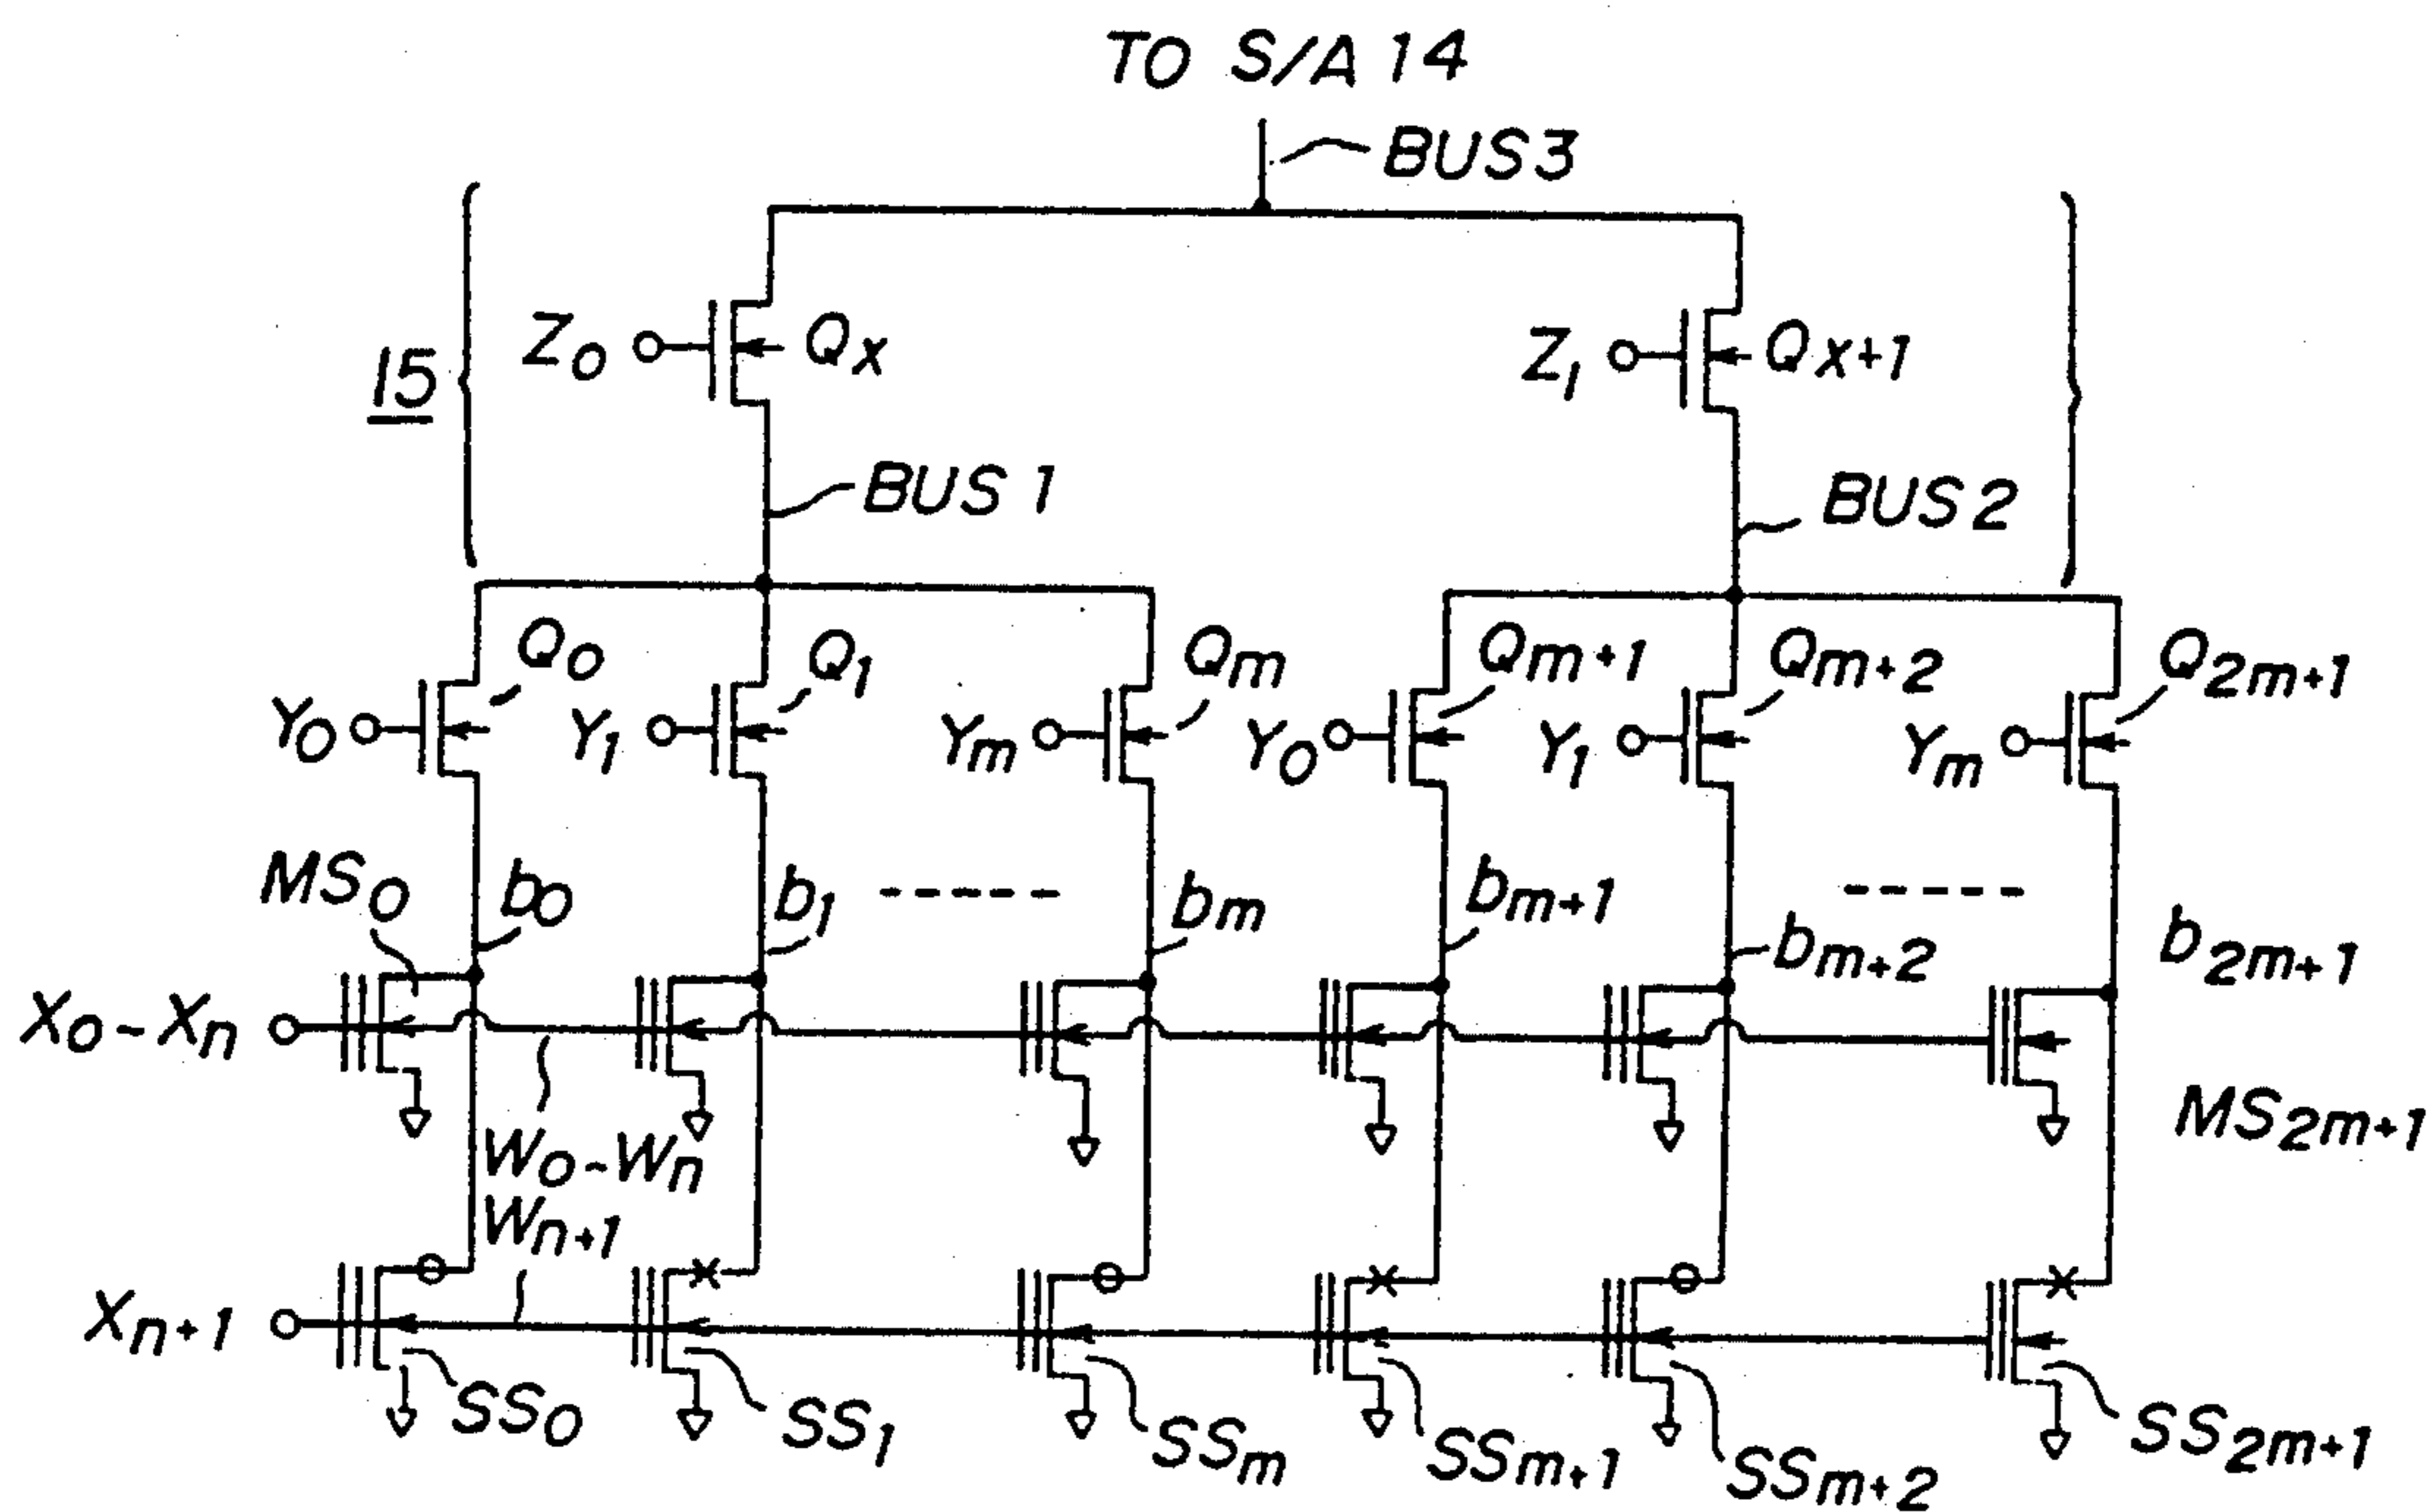 TO S/A 14
BUS3
15
Z0
Qx
Z1
Qx+1
BUS 1
BUS 2
Y0
Q0
Y1
Q1
Ym
Qm
Y0
Qm+1
Y1
Qm+2
Ym
Q2m+1
MS0
b0
b1
bm
bm+1
bm+2
b2m+1
X0-Xn
W0-Wn
MS2m+1
Wn+1
Xn+1
SS0
SS1
SSm
SSm+1
SSm+2
SS2m+1